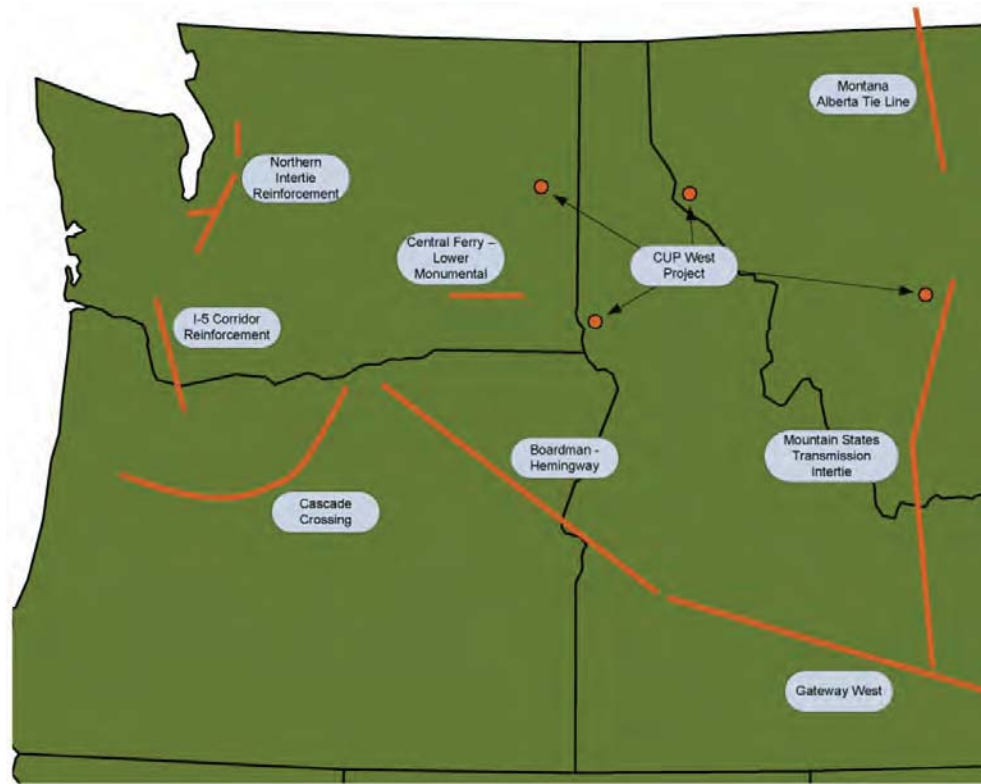 Montana
Alberta Tie Line
Northern
Intertie
Reinforcement
Central Ferry –
Lower
Monumental
CUP West
Project
I-5 Corridor
Reinforcement
Boardman -
Hemingway
Mountain States
Transmission
Intertie
Cascade
Crossing
Gateway West